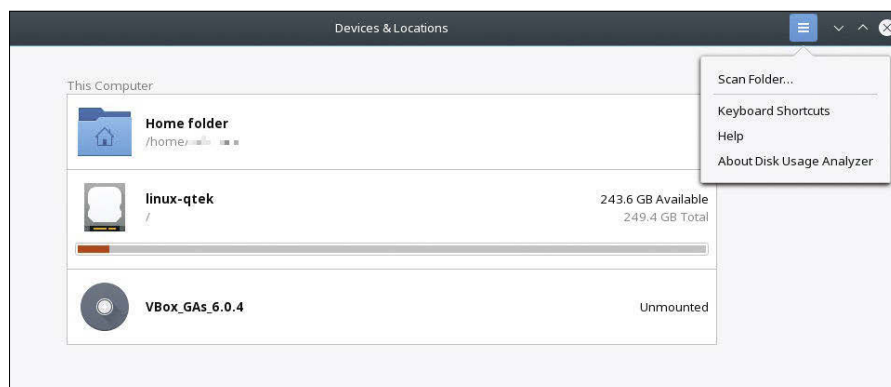 Devices & Locations
Scan Folder...
Keyboard Shortcuts
Help
About Disk Usage Analyzer
This Computer
Home folder
/home/
linux-qtek
243.6 GB Available
/
249.4 GB Total
VBox_GAs_6.0.4
Unmounted